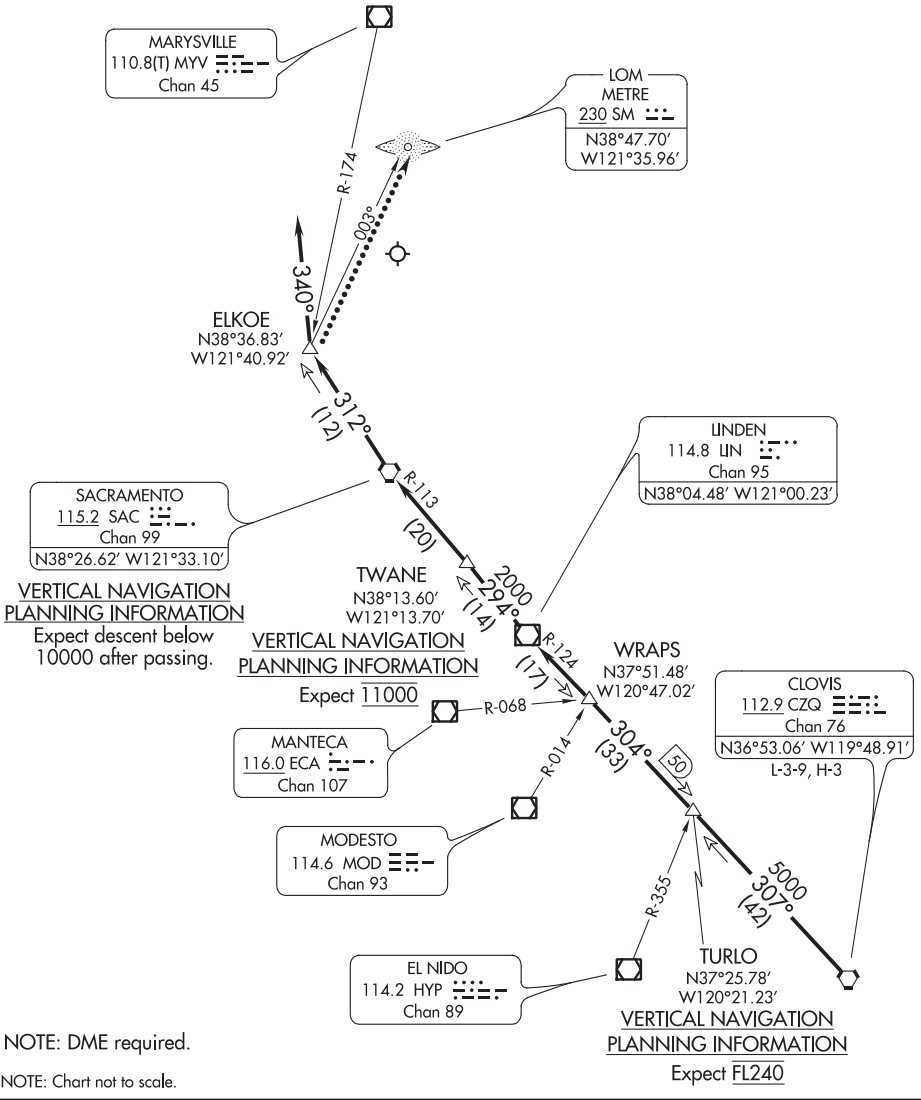 MARYSVILLE
110.8(T) MYV
Chan 45
LOM
METRE
230 SM
N38°47.70′
W121°35.96′
R-174
003°
340°
ELKOE
N38°36.83′
W121°40.92′
312°
(12)
LINDEN
114.8 LIN
Chan 95
N38°04.48′ W121°00.23′
SACRAMENTO
115.2 SAC
Chan 99
N38°26.62′ W121°33.10′
VERTICAL NAVIGATION
PLANNING INFORMATION
Expect descent below
10000 after passing.
R-113
(20)
TWANE
N38°13.60′
W121°13.70′
VERTICAL NAVIGATION
PLANNING INFORMATION
Expect 11000
2000
294°
(14)
R-124
(17)
WRAPS
N37°51.48′
W120°47.02′
R-068
MANTECA
116.0 ECA
Chan 107
R-014
MODESTO
114.6 MOD
Chan 93
304°
(33)
50
CLOVIS
112.9 CZQ
Chan 76
N36°53.06′ W119°48.91′
L-3-9, H-3
5000
307°
(42)
R-355
EL NIDO
114.2 HYP
Chan 89
TURLO
N37°25.78′
W120°21.23′
VERTICAL NAVIGATION
PLANNING INFORMATION
Expect FL240
NOTE: DME required.
NOTE: Chart not to scale.